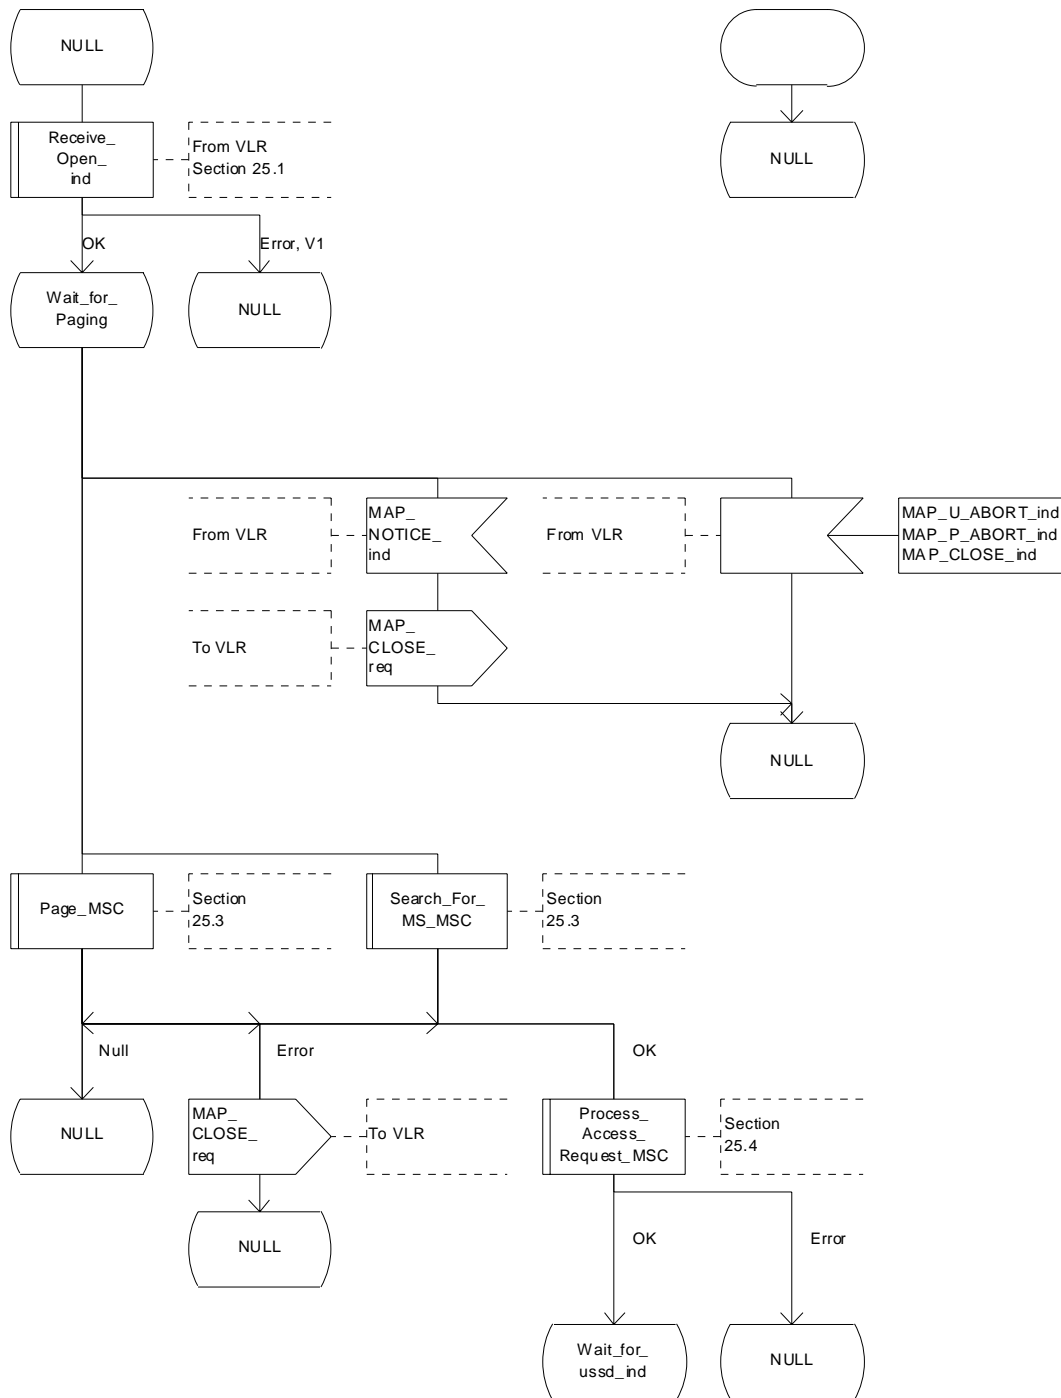 NULL
Receive_
Open_
ind
From VLR
Section 25.1
NULL
OK
Error, V1
Wait_for_
Paging
NULL
From VLR
MAP_
NOTICE_
ind
From VLR
MAP_U_ABORT_ind
MAP_P_ABORT_ind
MAP_CLOSE_ind
To VLR
MAP_
CLOSE_
req
NULL
Page_MSC
Section
25.3
Search_For_
MS_MSC
Section
25.3
Null
Error
OK
NULL
MAP_
CLOSE_
req
To VLR
Process_
Access_
Request_MSC
Section
25.4
NULL
OK
Error
Wait_for_
ussd_ind
NULL